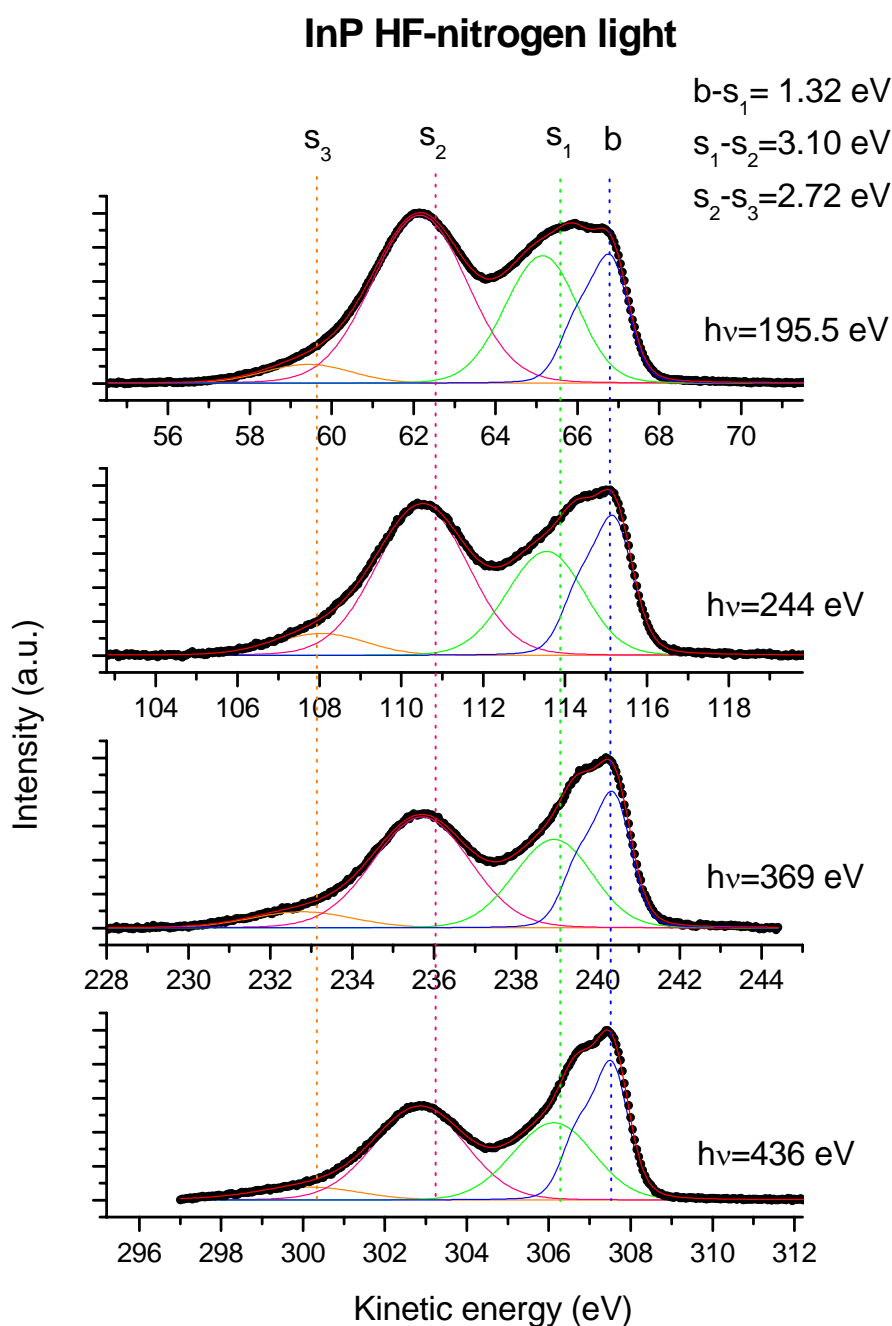 InP HF-nitrogen light
b-s₁= 1.32 eV
s₁-s₂=3.10 eV
s₂-s₃=2.72 eV
s₃ s₂ s₁ b
hν=195.5 eV
56 58 60 62 64 66 68 70
hν=244 eV
104 106 108 110 112 114 116 118
hν=369 eV
228 230 232 234 236 238 240 242 244
hν=436 eV
296 298 300 302 304 306 308 310 312
Intensity (a.u.)
Kinetic energy (eV)